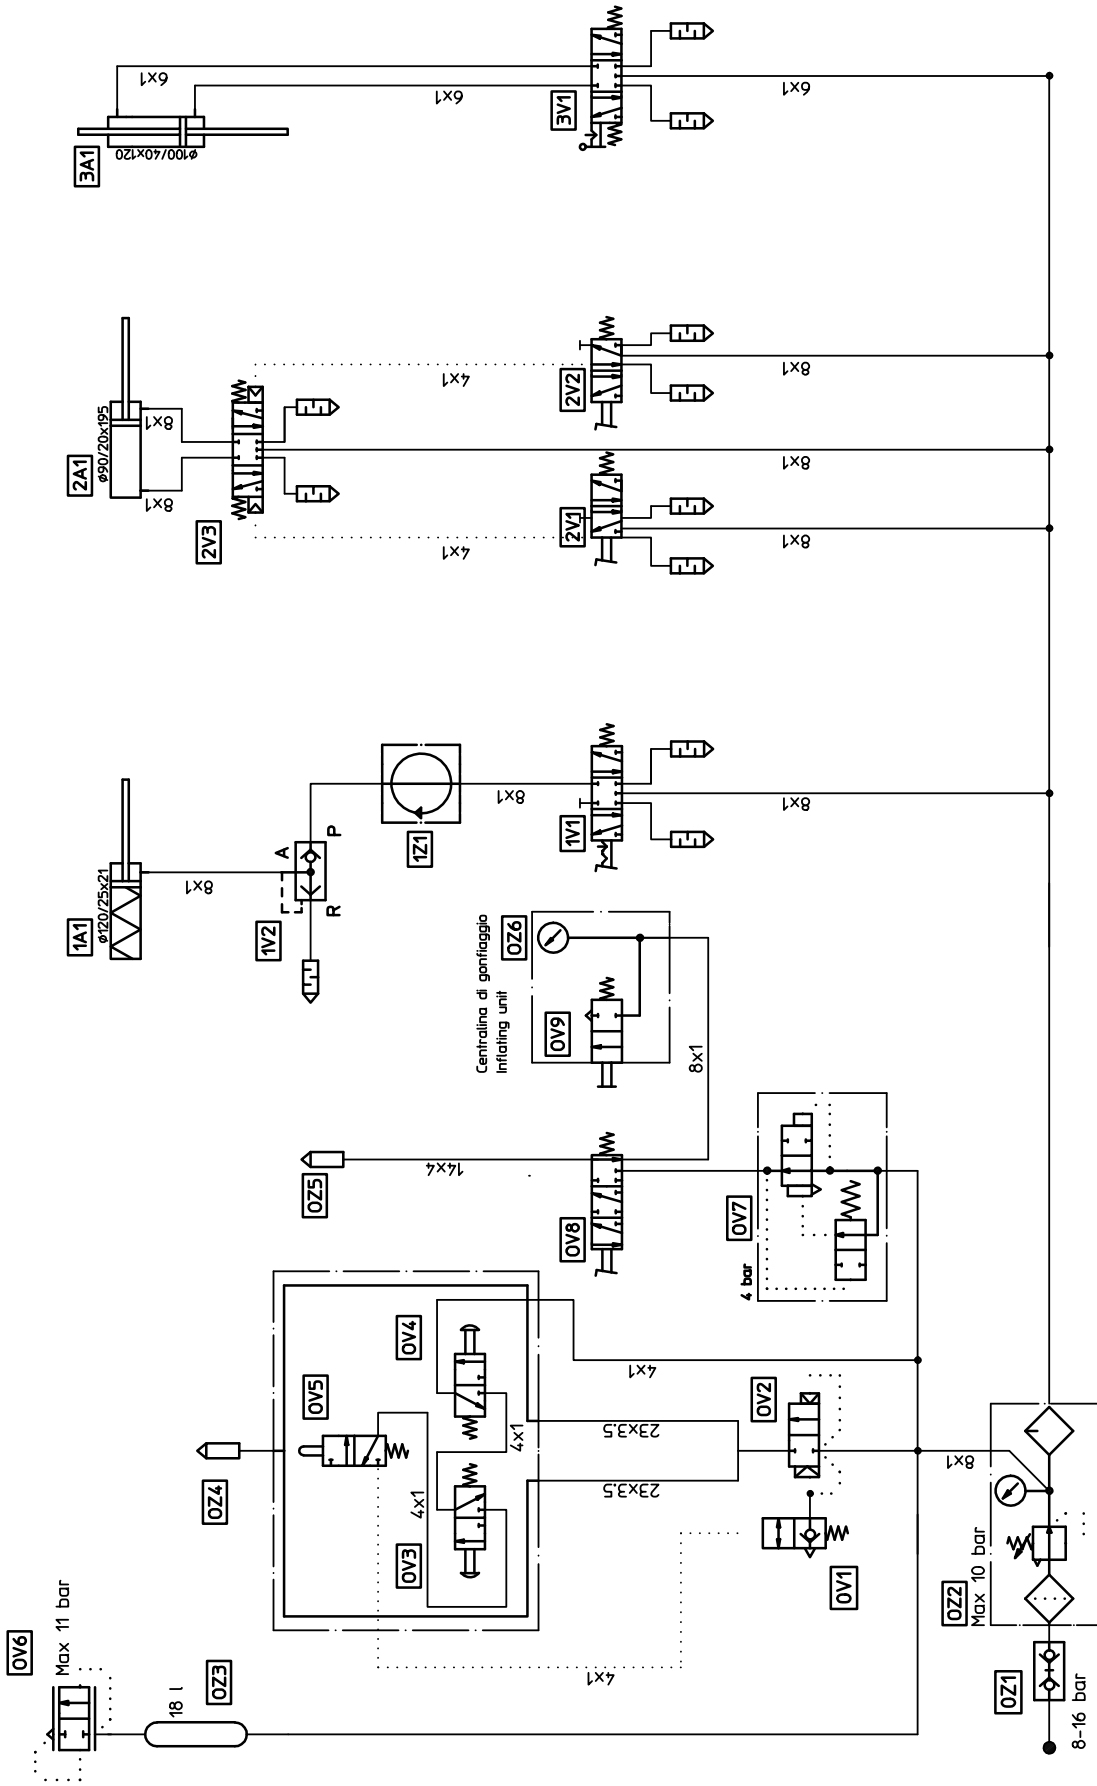 0V6
Max 11 bar
18 l
0Z3
0Z4
0V5
0V3
0V4
4x1
4x1
4x1
4x1
23x3.5
23x3.5
0V1
0V2
8x1
0Z1
8-16 bar
0Z2
Max 10 bar
0Z5
14x4
0V8
0V7
4 bar
8x1
Centralina di gonfiaggio
Inflating unit
0V9
0Z6
1A1
ø120/25x21
8x1
1V2
A
R
P
1Z1
8x1
1V1
8x1
2A1
ø90/20x195
8x1
8x1
2V3
4x1
4x1
2V1
2V2
8x1
8x1
8x1
3A1
ø100/40x120
6x1
6x1
3V1
6x1